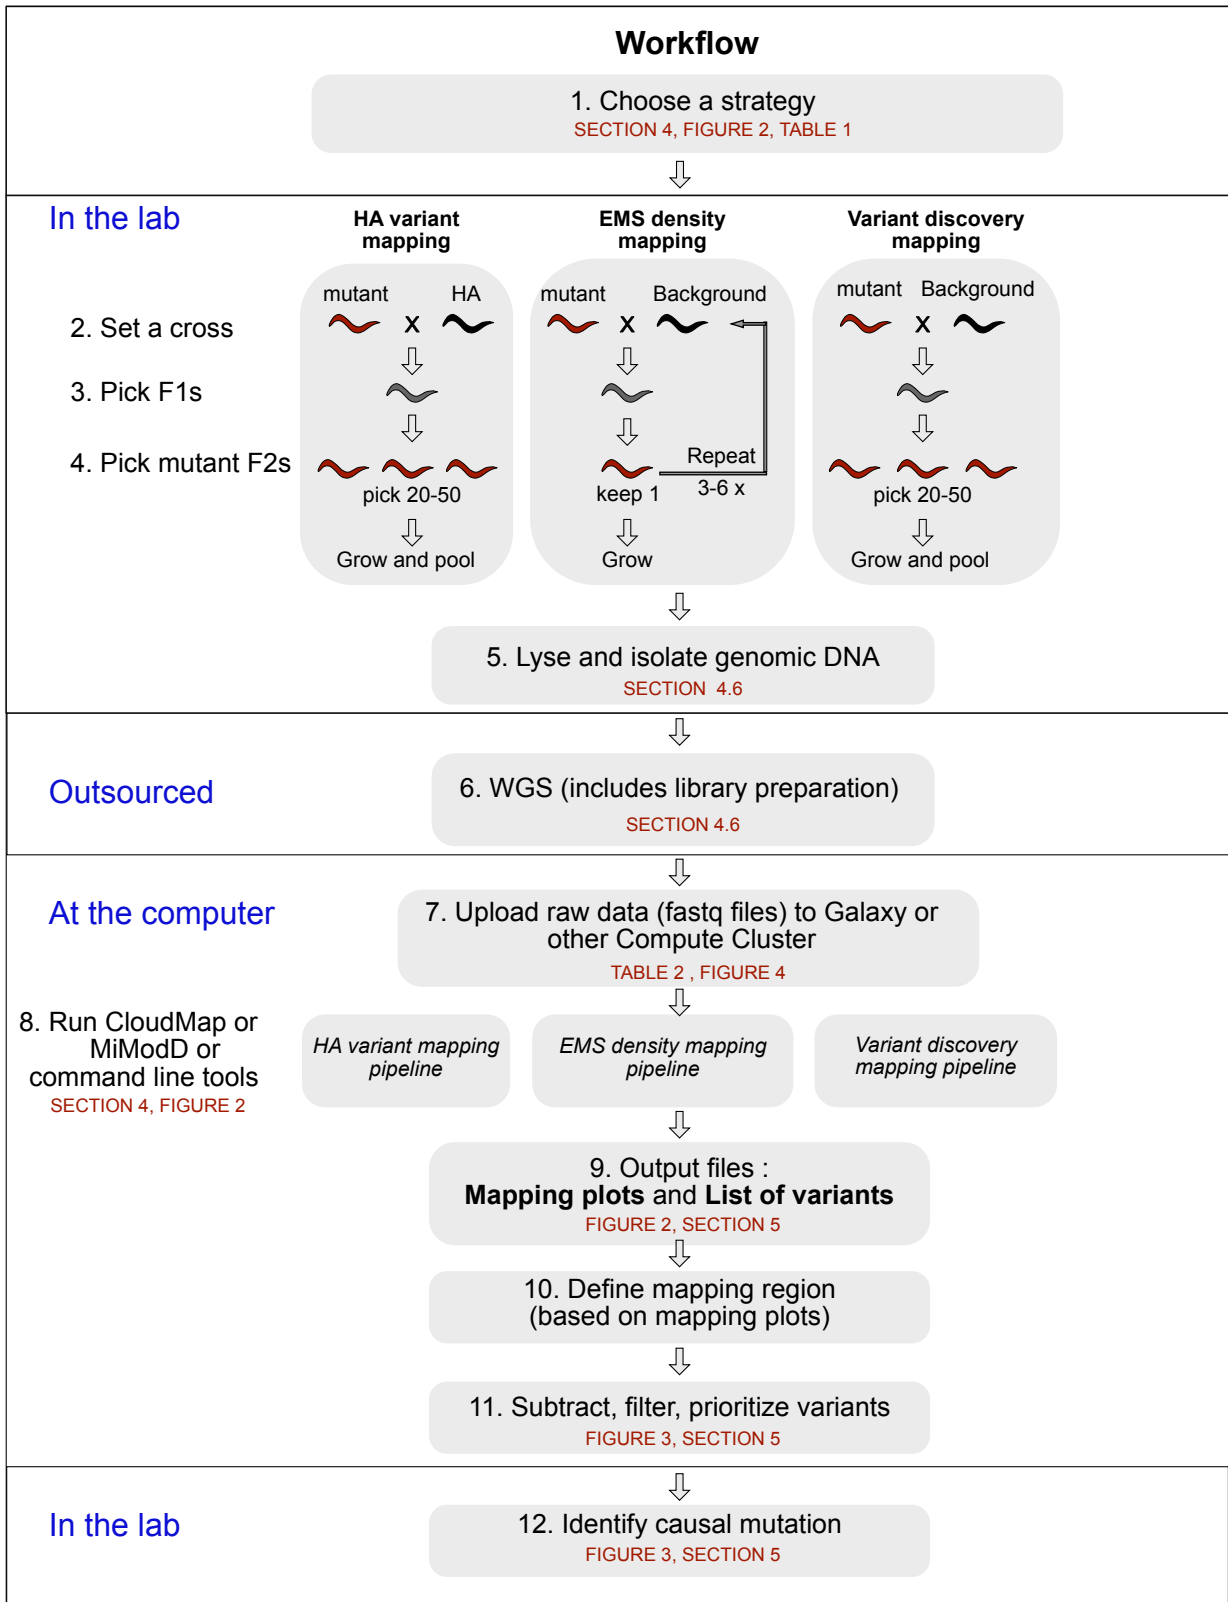 Workflow
1. Choose a strategy
SECTION 4, FIGURE 2, TABLE 1
In the lab
HA variant
mapping
EMS density
mapping
Variant discovery
mapping
mutant HA
mutant Background
mutant Background
2. Set a cross
X
X
X
3. Pick F1s
4. Pick mutant F2s
pick 20-50
keep 1
Repeat
3-6 x
pick 20-50
Grow and pool
Grow
Grow and pool
5. Lyse and isolate genomic DNA
SECTION 4.6
Outsourced
6. WGS (includes library preparation)
SECTION 4.6
At the computer
7. Upload raw data (fastq files) to Galaxy or
other Compute Cluster
TABLE 2 , FIGURE 4
8. Run CloudMap or
MiModD or
command line tools
SECTION 4, FIGURE 2
HA variant mapping
pipeline
EMS density mapping
pipeline
Variant discovery
mapping pipeline
9. Output files :
Mapping plots and List of variants
FIGURE 2, SECTION 5
10. Define mapping region
(based on mapping plots)
11. Subtract, filter, prioritize variants
FIGURE 3, SECTION 5
In the lab
12. Identify causal mutation
FIGURE 3, SECTION 5